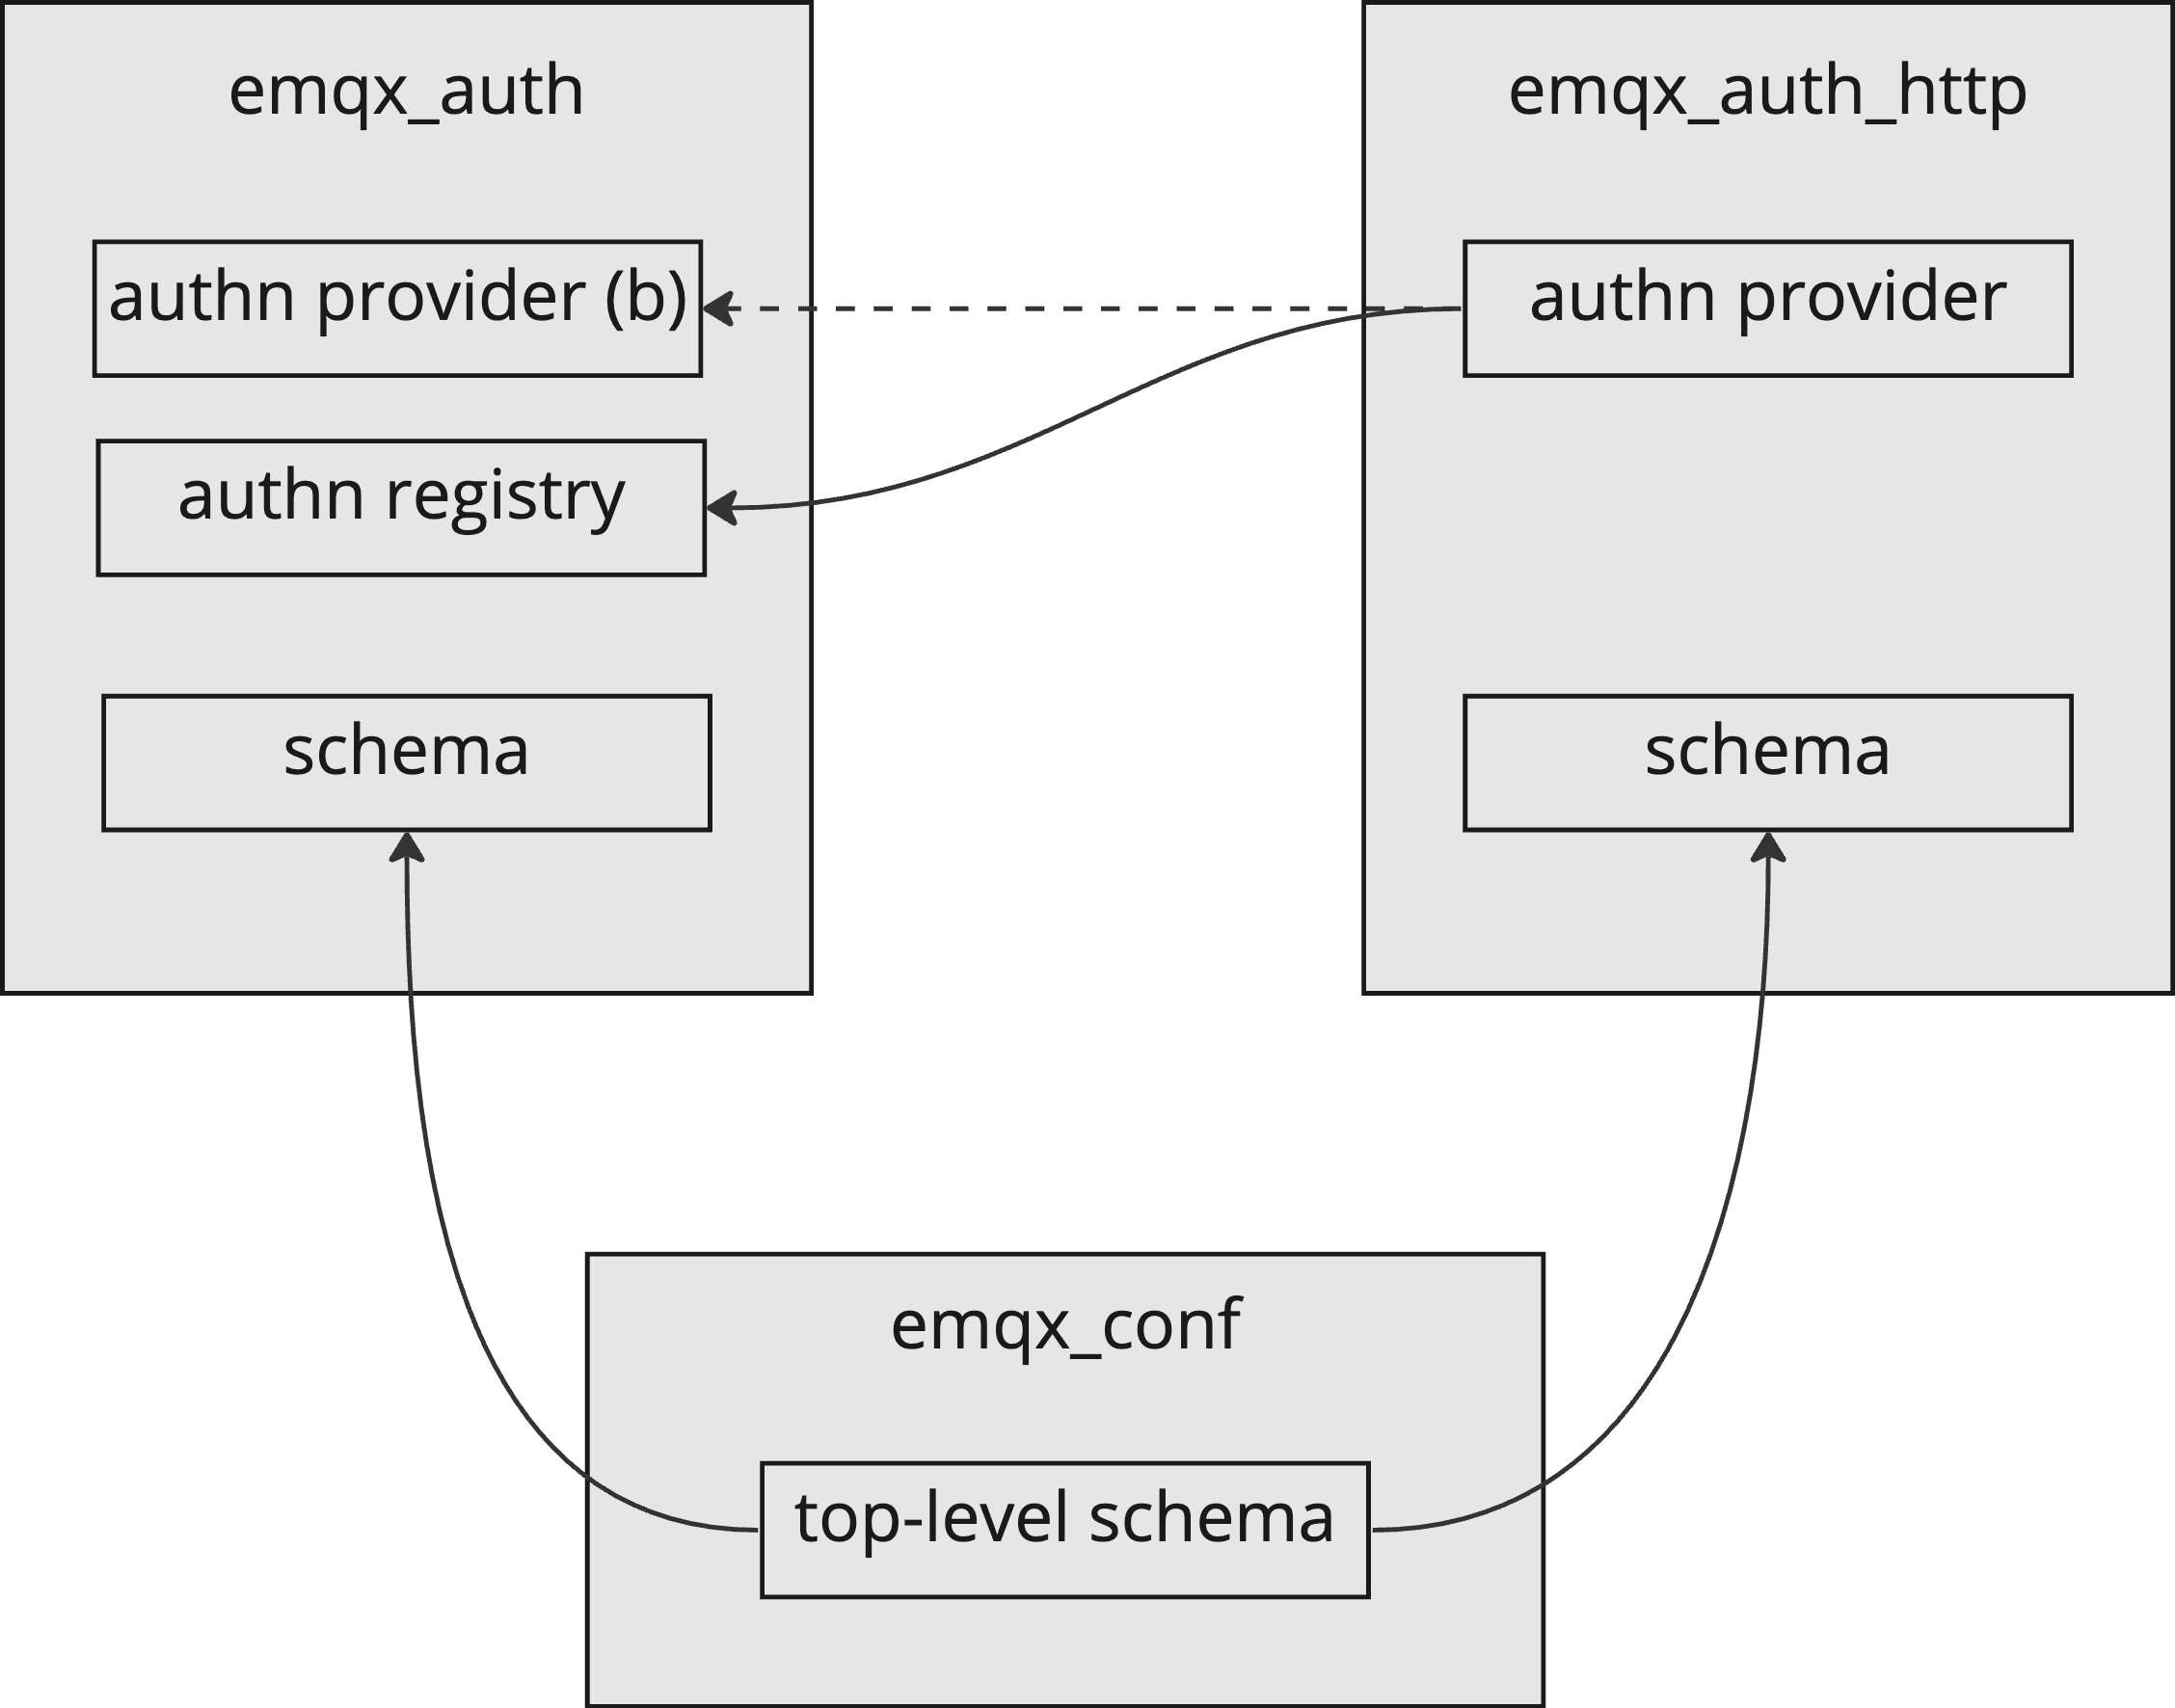 emqx_auth
authn provider (b)
authn registry
schema
emqx_auth_http
authn provider
schema
emqx_conf
top-level schema